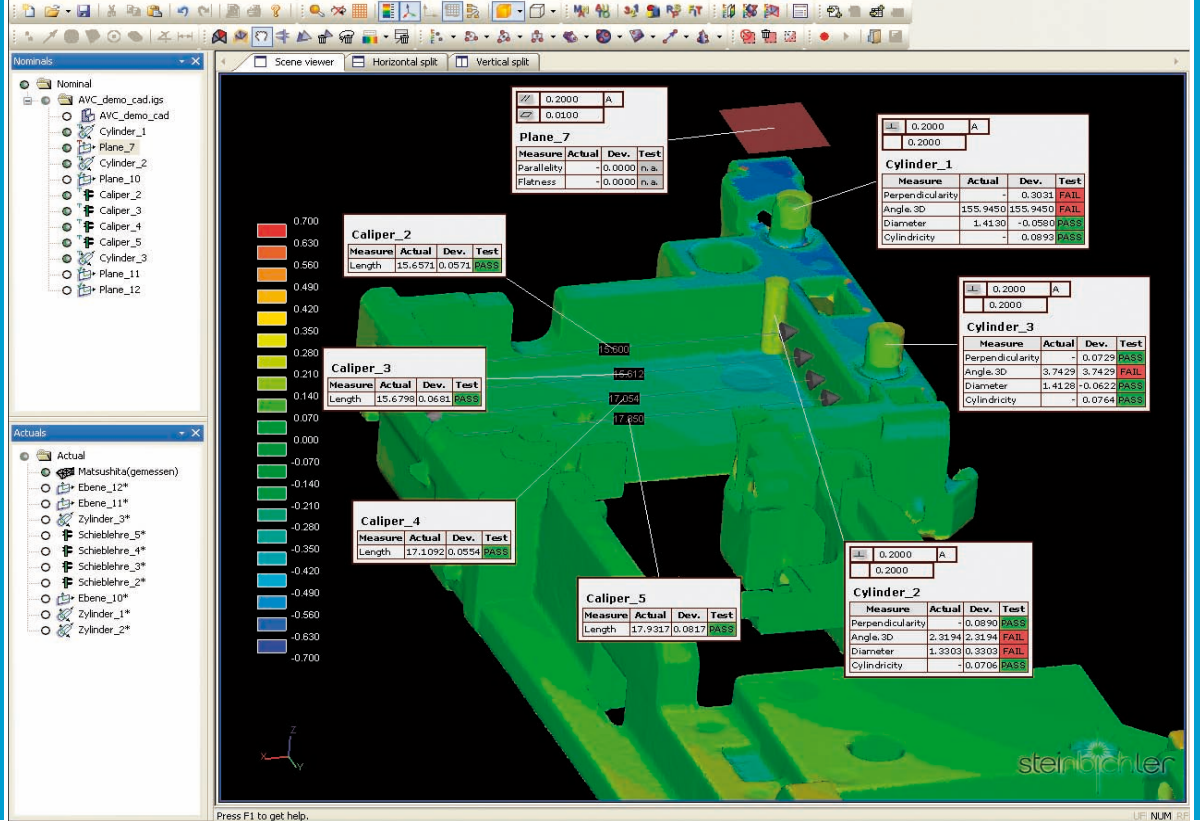 Nominals
Nominal
AVC_demo_cad.igs
AVC_demo_cad
Cylinder_1
Plane_7
Cylinder_2
Plane_10
Caliper_2
Caliper_3
Caliper_4
Caliper_5
Cylinder_3
Plane_11
Plane_12
Actuals
Actual
Matsushita(gemessen)
Ebene_12*
Ebene_11*
Zylinder_3*
Schieblehre_5*
Schieblehre_4*
Schieblehre_3*
Schieblehre_2*
Ebene_10*
Zylinder_1*
Zylinder_2*
Scene viewer Horizontal split Vertical split
0.700
0.630
0.560
0.490
0.420
0.350
0.280
0.210
0.140
0.070
0.000
-0.070
-0.140
-0.210
-0.280
-0.350
-0.420
-0.490
-0.560
-0.630
-0.700
0.2000 A
0.0100
Plane_7
Measure Actual Dev. Test
Parallelity - 0.0000 n.a.
Flatness - 0.0000 n.a.
0.2000 A
0.2000
Cylinder_1
Measure Actual Dev. Test
Perpendicularity - 0.3031 FAIL
Angle.3D 155.9450 155.9450 FAIL
Diameter 1.4130 -0.0580 PASS
Cylindricity - 0.0893 PASS
Caliper_2
Measure Actual Dev. Test
Length 15.6571 0.0571 PASS
0.2000 A
0.2000
Cylinder_3
Measure Actual Dev. Test
Perpendicularity - 0.0729 PASS
Angle.3D 3.7429 3.7429 FAIL
Diameter 1.4128 -0.0622 PASS
Cylindricity - 0.0764 PASS
Caliper_3
Measure Actual Dev. Test
Length 15.6798 0.0681 PASS
15.600
15.612
17.054
17.850
Caliper_4
Measure Actual Dev. Test
Length 17.1092 0.0554 PASS
Caliper_5
Measure Actual Dev. Test
Length 17.9317 0.0817 PASS
0.2000 A
0.2000
Cylinder_2
Measure Actual Dev. Test
Perpendicularity - 0.0890 PASS
Angle.3D 2.3194 2.3194 FAIL
Diameter 1.3303 0.3303 FAIL
Cylindricity - 0.0706 PASS
Z
X
Y
steinbichler
Press F1 to get help.
UF NUM RF